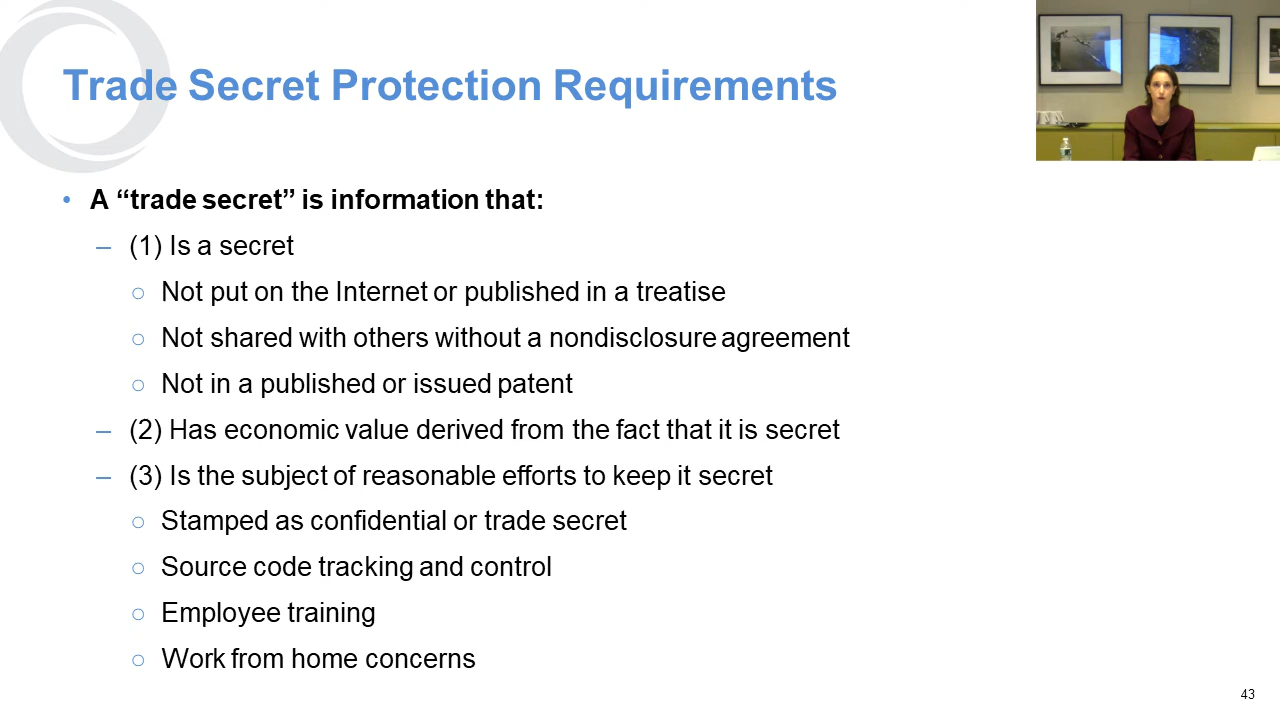 Trade Secret Protection Requirements
• A “trade secret” is information that:
– (1) Is a secret
○ Not put on the Internet or published in a treatise
○ Not shared with others without a nondisclosure agreement
○ Not in a published or issued patent
– (2) Has economic value derived from the fact that it is secret
– (3) Is the subject of reasonable efforts to keep it secret
○ Stamped as confidential or trade secret
○ Source code tracking and control
○ Employee training
○ Work from home concerns
43